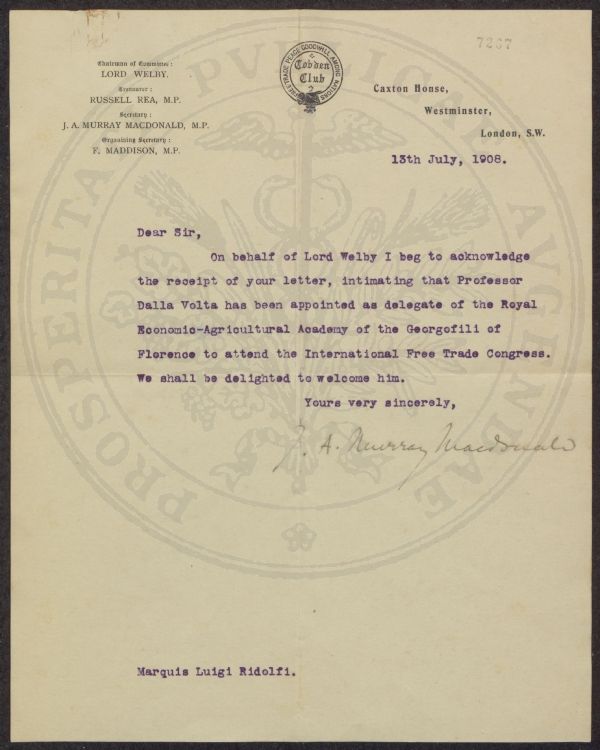 7267
Chairman of Committee:
LORD WELBY.
Treasurer:
RUSSELL REA, M.P.
Secretary:
J. A. MURRAY MACDONALD, M.P.
Organising Secretary:
F. MADDISON, M.P.
FREE TRADE PEACE GOODWILL AMONG NATIONS
Cobden
Club
Caxton House,
Westminster,
London, S.W.
13th July, 1908.
Dear Sir,
On behalf of Lord Welby I beg to acknowledge
the receipt of your letter, intimating that Professor
Dalla Volta has been appointed as delegate of the Royal
Economic-Agricultural Academy of the Georgofili of
Florence to attend the International Free Trade Congress.
We shall be delighted to welcome him.
Yours very sincerely,
J. A. Murray Macdonald
Marquis Luigi Ridolfi.
PROSPERITATI PUBLICAE AUGENDAE